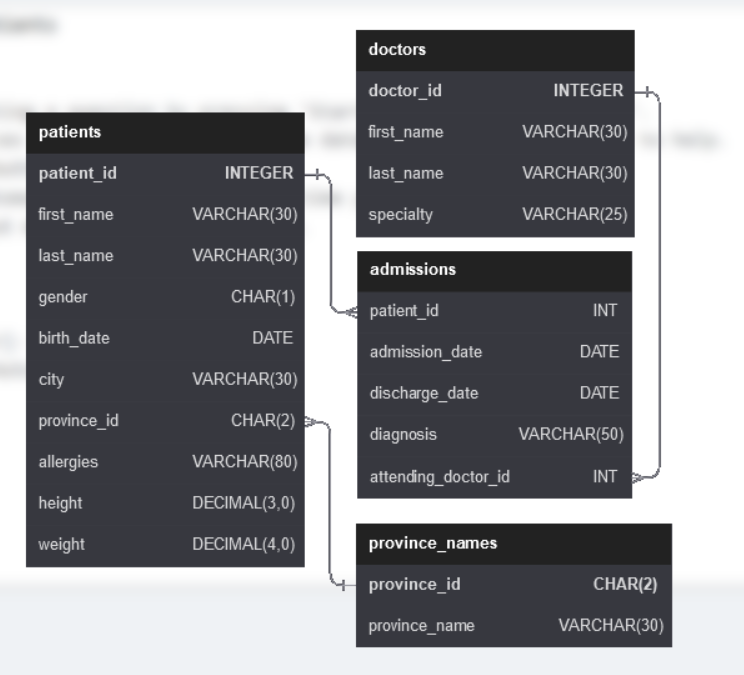 doctors
doctor_id INTEGER
first_name VARCHAR(30)
last_name VARCHAR(30)
specialty VARCHAR(25)
patients
patient_id INTEGER
first_name VARCHAR(30)
last_name VARCHAR(30)
gender CHAR(1)
birth_date DATE
city VARCHAR(30)
province_id CHAR(2)
allergies VARCHAR(80)
height DECIMAL(3,0)
weight DECIMAL(4,0)
admissions
patient_id INT
admission_date DATE
discharge_date DATE
diagnosis VARCHAR(50)
attending_doctor_id INT
province_names
province_id CHAR(2)
province_name VARCHAR(30)